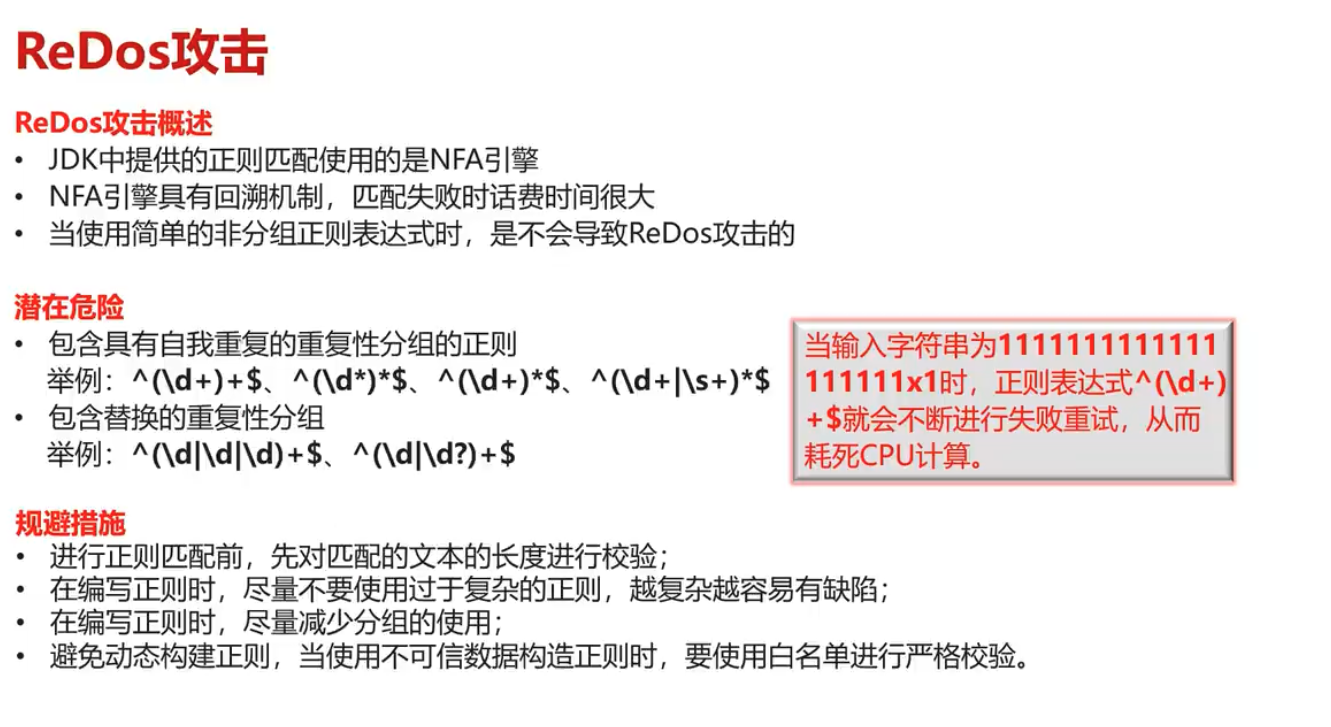 ReDos攻击
ReDos攻击概述
• JDK中提供的正则匹配使用的是NFA引擎
• NFA引擎具有回溯机制，匹配失败时话费时间很大
• 当使用简单的非分组正则表达式时，是不会导致ReDos攻击的
潜在危险
• 包含具有自我重复的重复性分组的正则
举例：^(\d+)+$、^(\d*)*$、^(\d+)*$、^(\d+|\s+)*$
• 包含替换的重复性分组
举例：^(\d|\d|\d)+$、^(\d|\d?)+$
当输入字符串为1111111111111
111111x1时，正则表达式^(\d+)
+$就会不断进行失败重试，从而
耗死CPU计算。
规避措施
• 进行正则匹配前，先对匹配的文本的长度进行校验；
• 在编写正则时，尽量不要使用过于复杂的正则，越复杂越容易有缺陷；
• 在编写正则时，尽量减少分组的使用；
• 避免动态构建正则，当使用不可信数据构造正则时，要使用白名单进行严格校验。